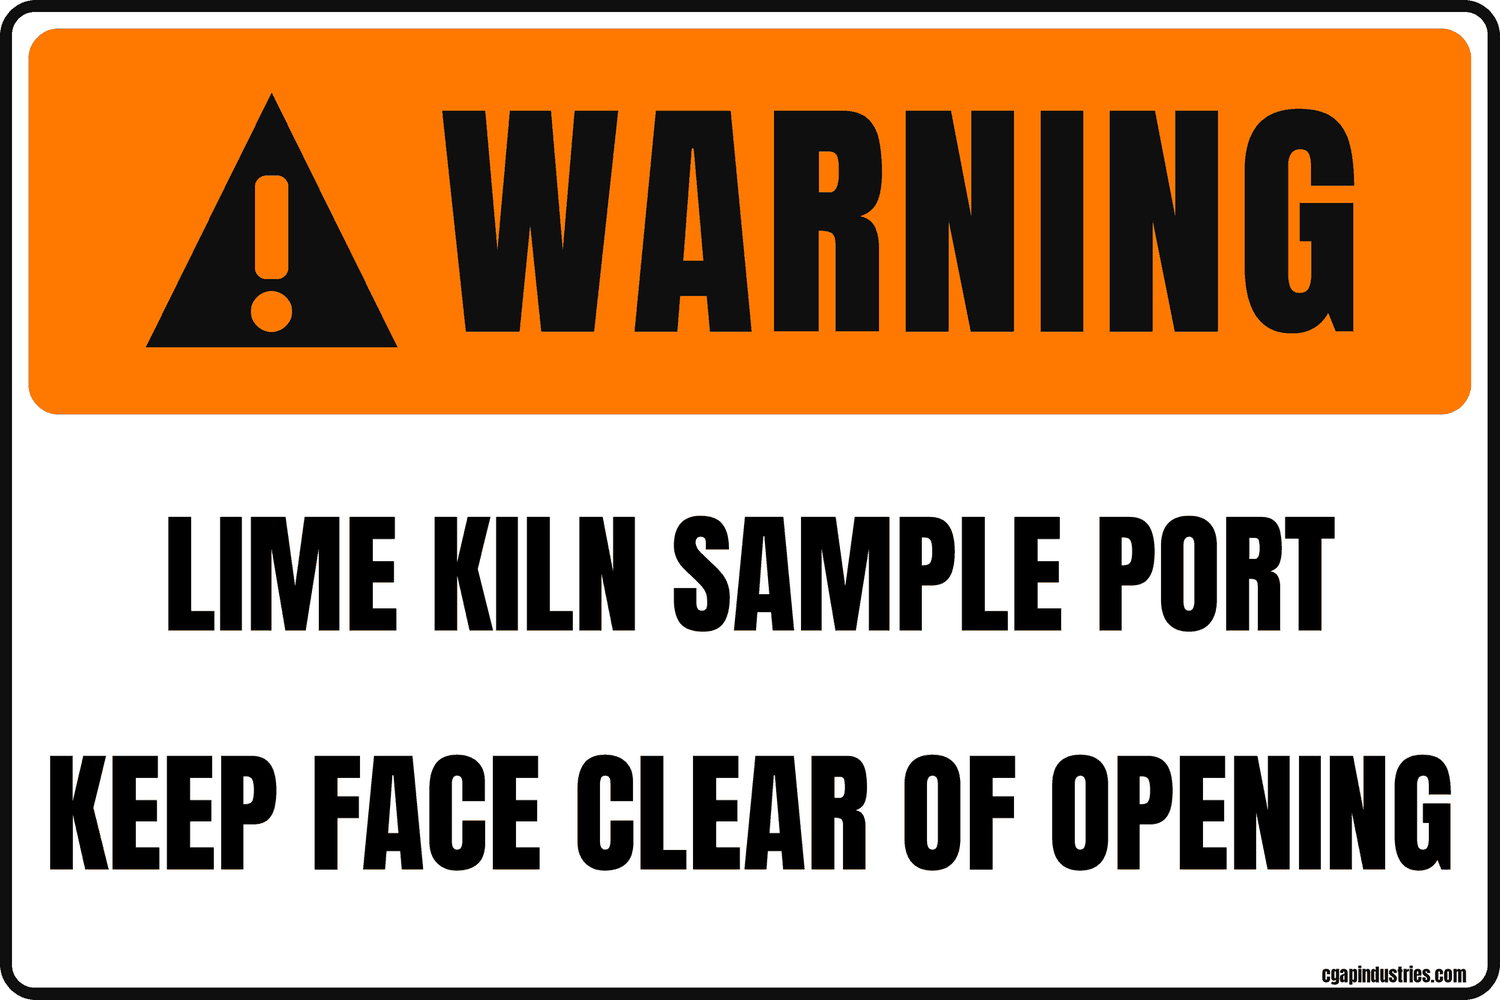 WARNING
LIME KILN SAMPLE PORT
KEEP FACE CLEAR OF OPENING
cgapindustries.com